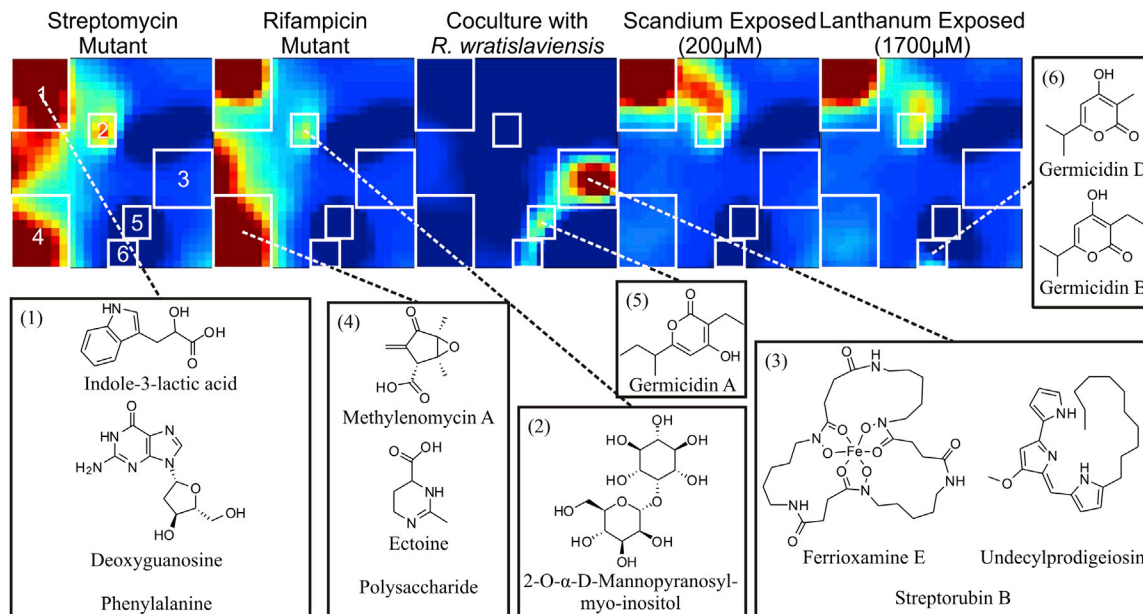 Streptomycin
Mutant
Rifampicin
Mutant
Coculture with
R. wratislaviensis
Scandium Exposed
(200µM)
Lanthanum Exposed
(1700µM)
1
2
3
4
5
6
(6)
OH
O
O
Germicidin D
OH
O
O
Germicidin B
(1)
HN
OH
OH
O
Indole-3-lactic acid
O
HN
N
H₂N
N
N
O
OH
HO
Deoxyguanosine
Phenylalanine
(4)
O
O
HO
O
Methylenomycin A
O
OH
NH
N
Ectoine
Polysaccharide
(2)
OH
HO
OH
HO
OH
O
HO
O
HO
OH
OH
2-O-α-D-Mannopyranosyl-
myo-inositol
(5)
O
O
OH
Germicidin A
(3)
HN
O
O
N
O
Fe
O
N
O
O
O
O
N
NH
O
NH
O
Ferrioxamine E
NH
N
O
NH
Undecylprodigeiosin
Streptorubin B